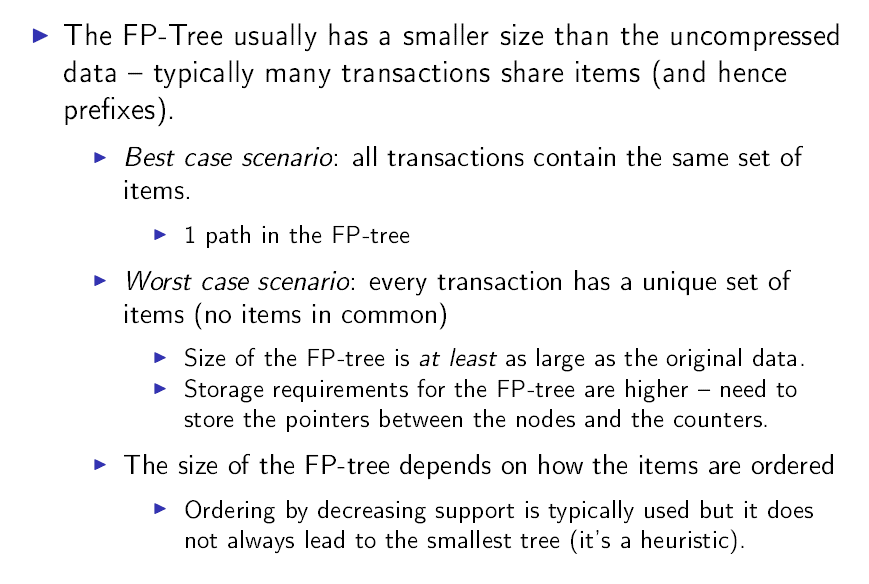 The FP-Tree usually has a smaller size than the uncompressed
data – typically many transactions share items (and hence
prefixes).
Best case scenario: all transactions contain the same set of
items.
1 path in the FP-tree
Worst case scenario: every transaction has a unique set of
items (no items in common)
Size of the FP-tree is at least as large as the original data.
Storage requirements for the FP-tree are higher – need to
store the pointers between the nodes and the counters.
The size of the FP-tree depends on how the items are ordered
Ordering by decreasing support is typically used but it does
not always lead to the smallest tree (it's a heuristic).